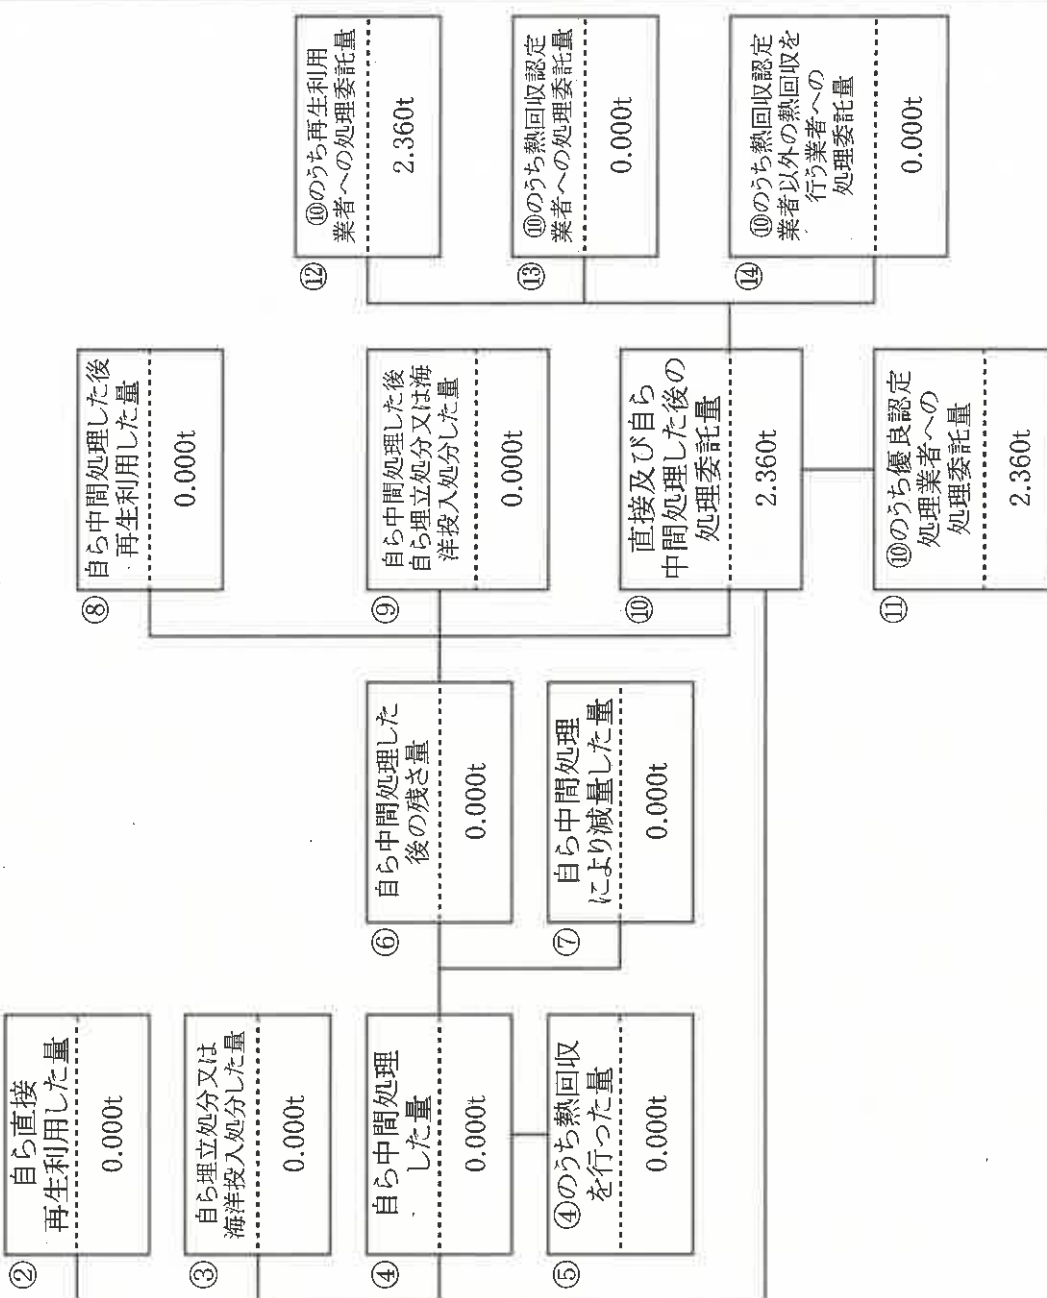 ②
自ら直接
再生利用した量
0.000t
③
自ら埋立処分又は
海洋投入処分した量
0.000t
④
自ら中間処理
した量
0.000t
⑤
④のうち熱回収
を行った量
0.000t
⑥
自ら中間処理した
後の残さ量
0.000t
⑦
自ら中間処理
により減量した量
0.000t
⑧
自ら中間処理した後
再生利用した量
0.000t
⑨
自ら中間処理した後
自ら埋立処分又は海
洋投入処分した量
0.000t
⑩
直接及び自ら
中間処理した後の
処理委託量
2.360t
⑪
⑩のうち優良認定
処理業者への
処理委託量
2.360t
⑫
⑩のうち再生利用
業者への処理委託量
2.360t
⑬
⑩のうち熱回収認定
業者への処理委託量
0.000t
⑭
⑩のうち熱回収認定
業者以外の熱回収を
行う業者への
処理委託量
0.000t